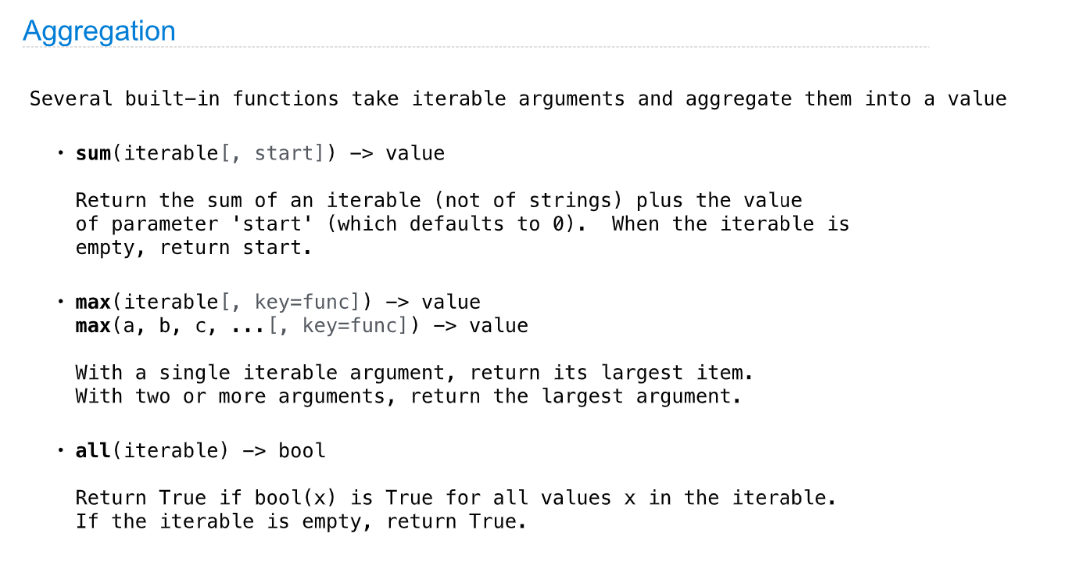 Aggregation
Several built-in functions take iterable arguments and aggregate them into a value
• sum(iterable[, start]) -> value
Return the sum of an iterable (not of strings) plus the value
of parameter 'start' (which defaults to 0).  When the iterable is
empty, return start.
• max(iterable[, key=func]) -> value
max(a, b, c, ...[, key=func]) -> value
With a single iterable argument, return its largest item.
With two or more arguments, return the largest argument.
• all(iterable) -> bool
Return True if bool(x) is True for all values x in the iterable.
If the iterable is empty, return True.